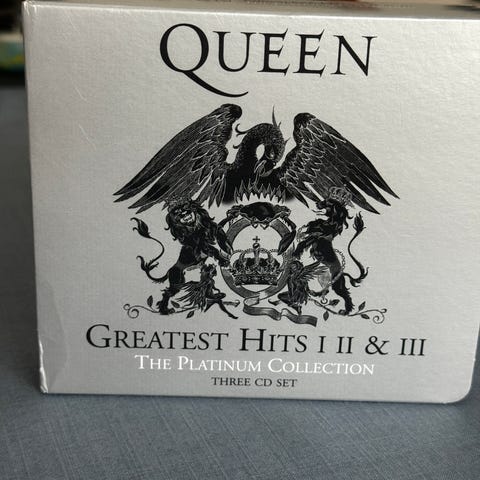 QUEEN
GREATEST HITS I II & III
THE PLATINUM COLLECTION
THREE CD SET